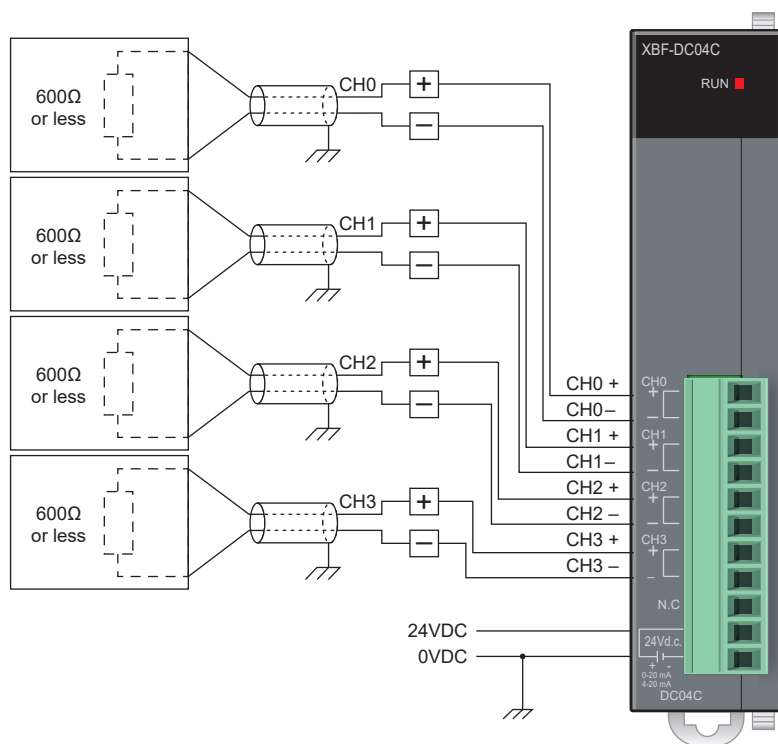 XBF-DC04C
RUN
600Ω
or less
CH0
+
−
600Ω
or less
CH1
+
−
600Ω
or less
CH2
+
−
600Ω
or less
CH3
+
−
CH0 +
CH0–
CH1 +
CH1–
CH2 +
CH2 –
CH3 +
CH3 –
24VDC
0VDC
CH0
+
–
CH1
+
–
CH2
+
–
CH3
+
–
N.C
24Vd.c.
+ -
0-20 mA
4-20 mA
DC04C